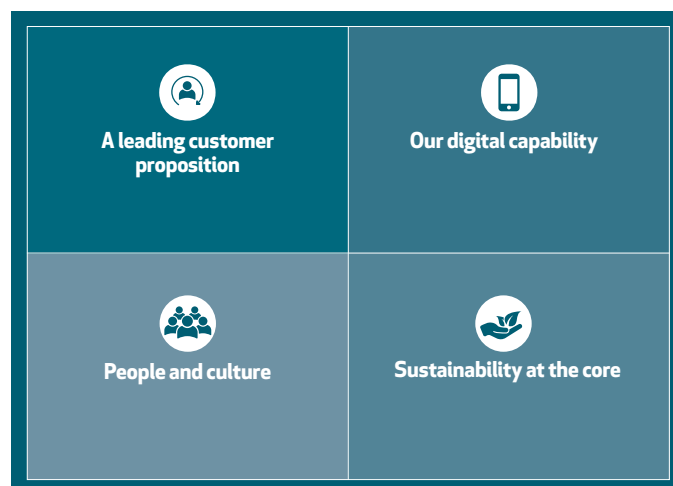 A leading customer
proposition
Our digital capability
People and culture
Sustainability at the core